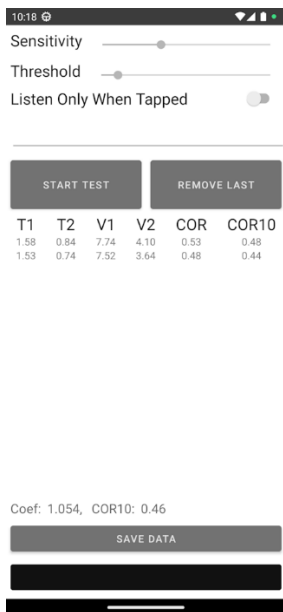 10:18
Sensitivity
Threshold
Listen Only When Tapped
START TEST REMOVE LAST
T1 T2 V1 V2 COR COR10
1.58 0.84 7.74 4.10 0.53 0.48
1.53 0.74 7.52 3.64 0.48 0.44
Coef: 1.054, COR10: 0.46
SAVE DATA